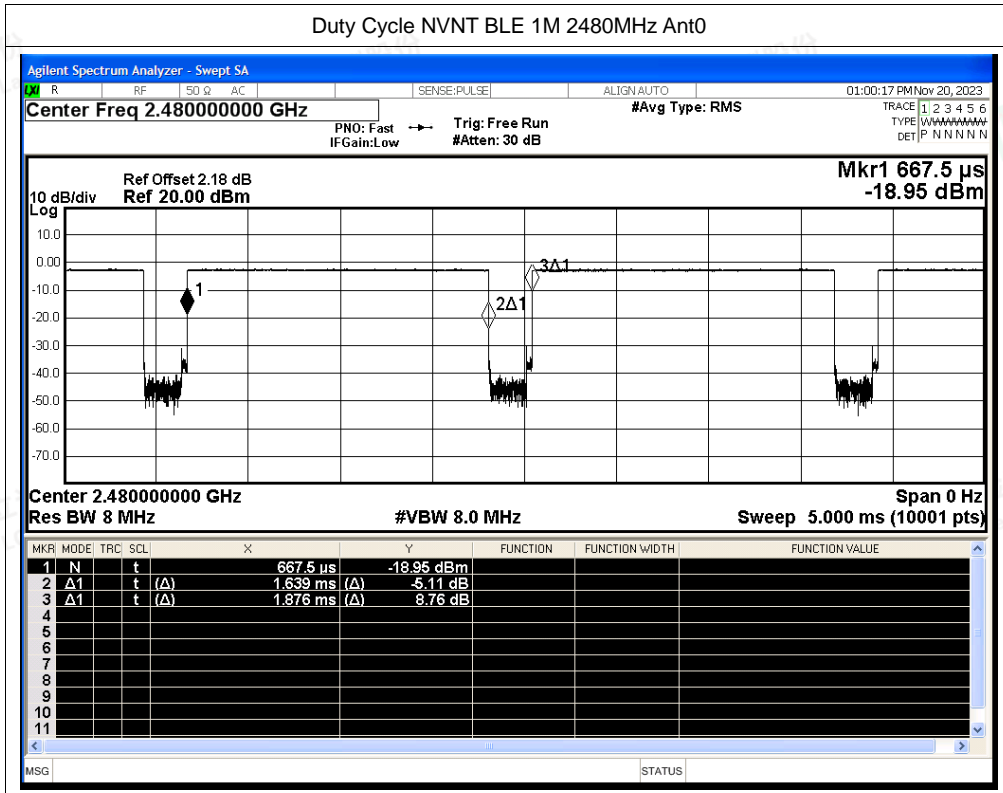 Duty Cycle NVNT BLE 1M 2480MHz Ant0
Agilent Spectrum Analyzer - Swept SA
LXI R RF 50 Ω AC SENSE:PULSE ALIGN AUTO 01:00:17 PM Nov 20, 2023
Center Freq 2.480000000 GHz #Avg Type: RMS TRACE 1 2 3 4 5 6
PNO: Fast Trig: Free Run TYPE WWWWWW
IFGain:Low #Atten: 30 dB DET P N N N N N
Mkr1 667.5 µs
-18.95 dBm
Ref Offset 2.18 dB
10 dB/div Ref 20.00 dBm
Log
10.0
0.00
3Δ1
-10.0
1
2Δ1
-20.0
-30.0
-40.0
-50.0
-60.0
-70.0
Center 2.480000000 GHz Span 0 Hz
Res BW 8 MHz #VBW 8.0 MHz Sweep 5.000 ms (10001 pts)
MKR MODE TRC SCL X Y FUNCTION FUNCTION WIDTH FUNCTION VALUE
1 N t 667.5 µs -18.95 dBm
2 Δ1 t (Δ) 1.639 ms (Δ) -5.11 dB
3 Δ1 t (Δ) 1.876 ms (Δ) 8.76 dB
4
5
6
7
8
9
10
11
MSG STATUS